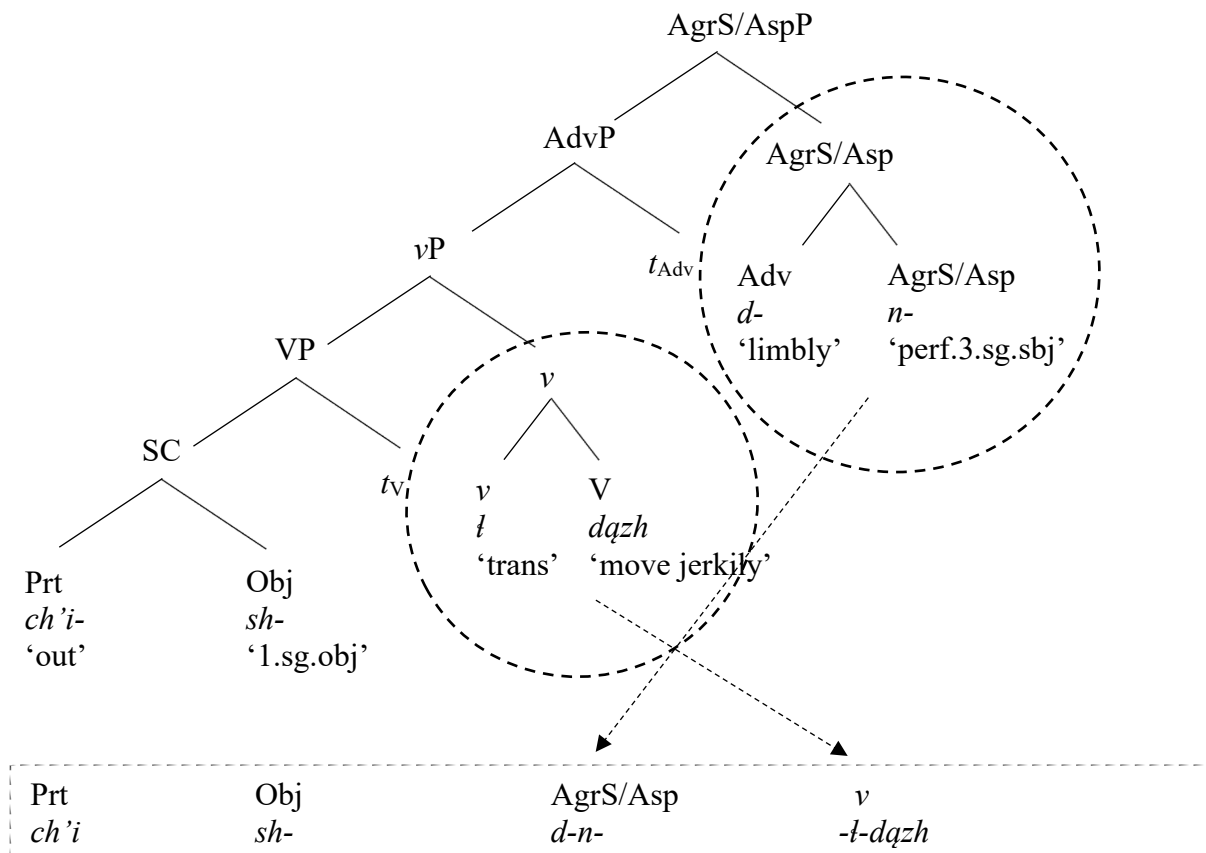 AgrS/AspP
AdvP
AgrS/Asp
vP
tAdv
Adv
AgrS/Asp
d-
n-
‘limbly’
‘perf.3.sg.sbj’
VP
v
SC
tV
v
V
ł
dązh
‘trans’
‘move jerkily’
Prt
Obj
ch’i-
sh-
‘out’
‘1.sg.obj’
Prt Obj AgrS/Asp v
ch’i sh- d-n- -ł-dązh